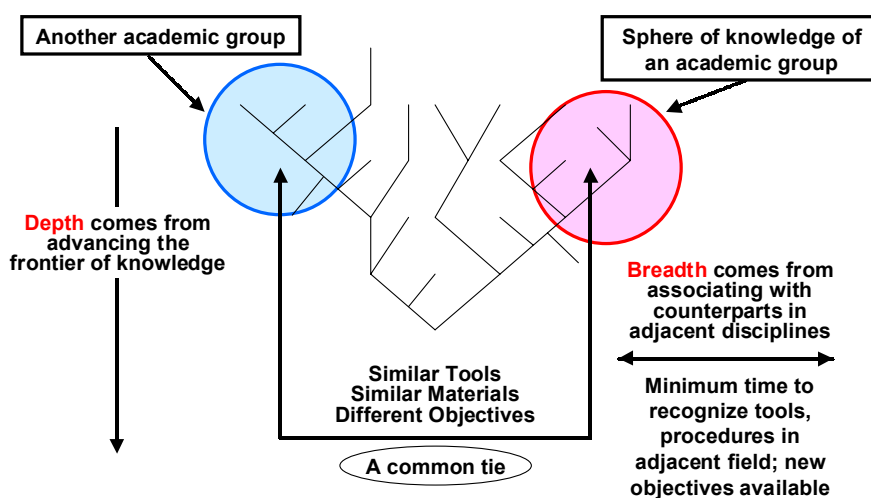 Another academic group
Sphere of knowledge of
an academic group
Depth comes from
advancing the
frontier of knowledge
Breadth comes from
associating with
counterparts in
adjacent disciplines
Similar Tools
Similar Materials
Different Objectives
Minimum time to
recognize tools,
procedures in
adjacent field; new
objectives available
A common tie